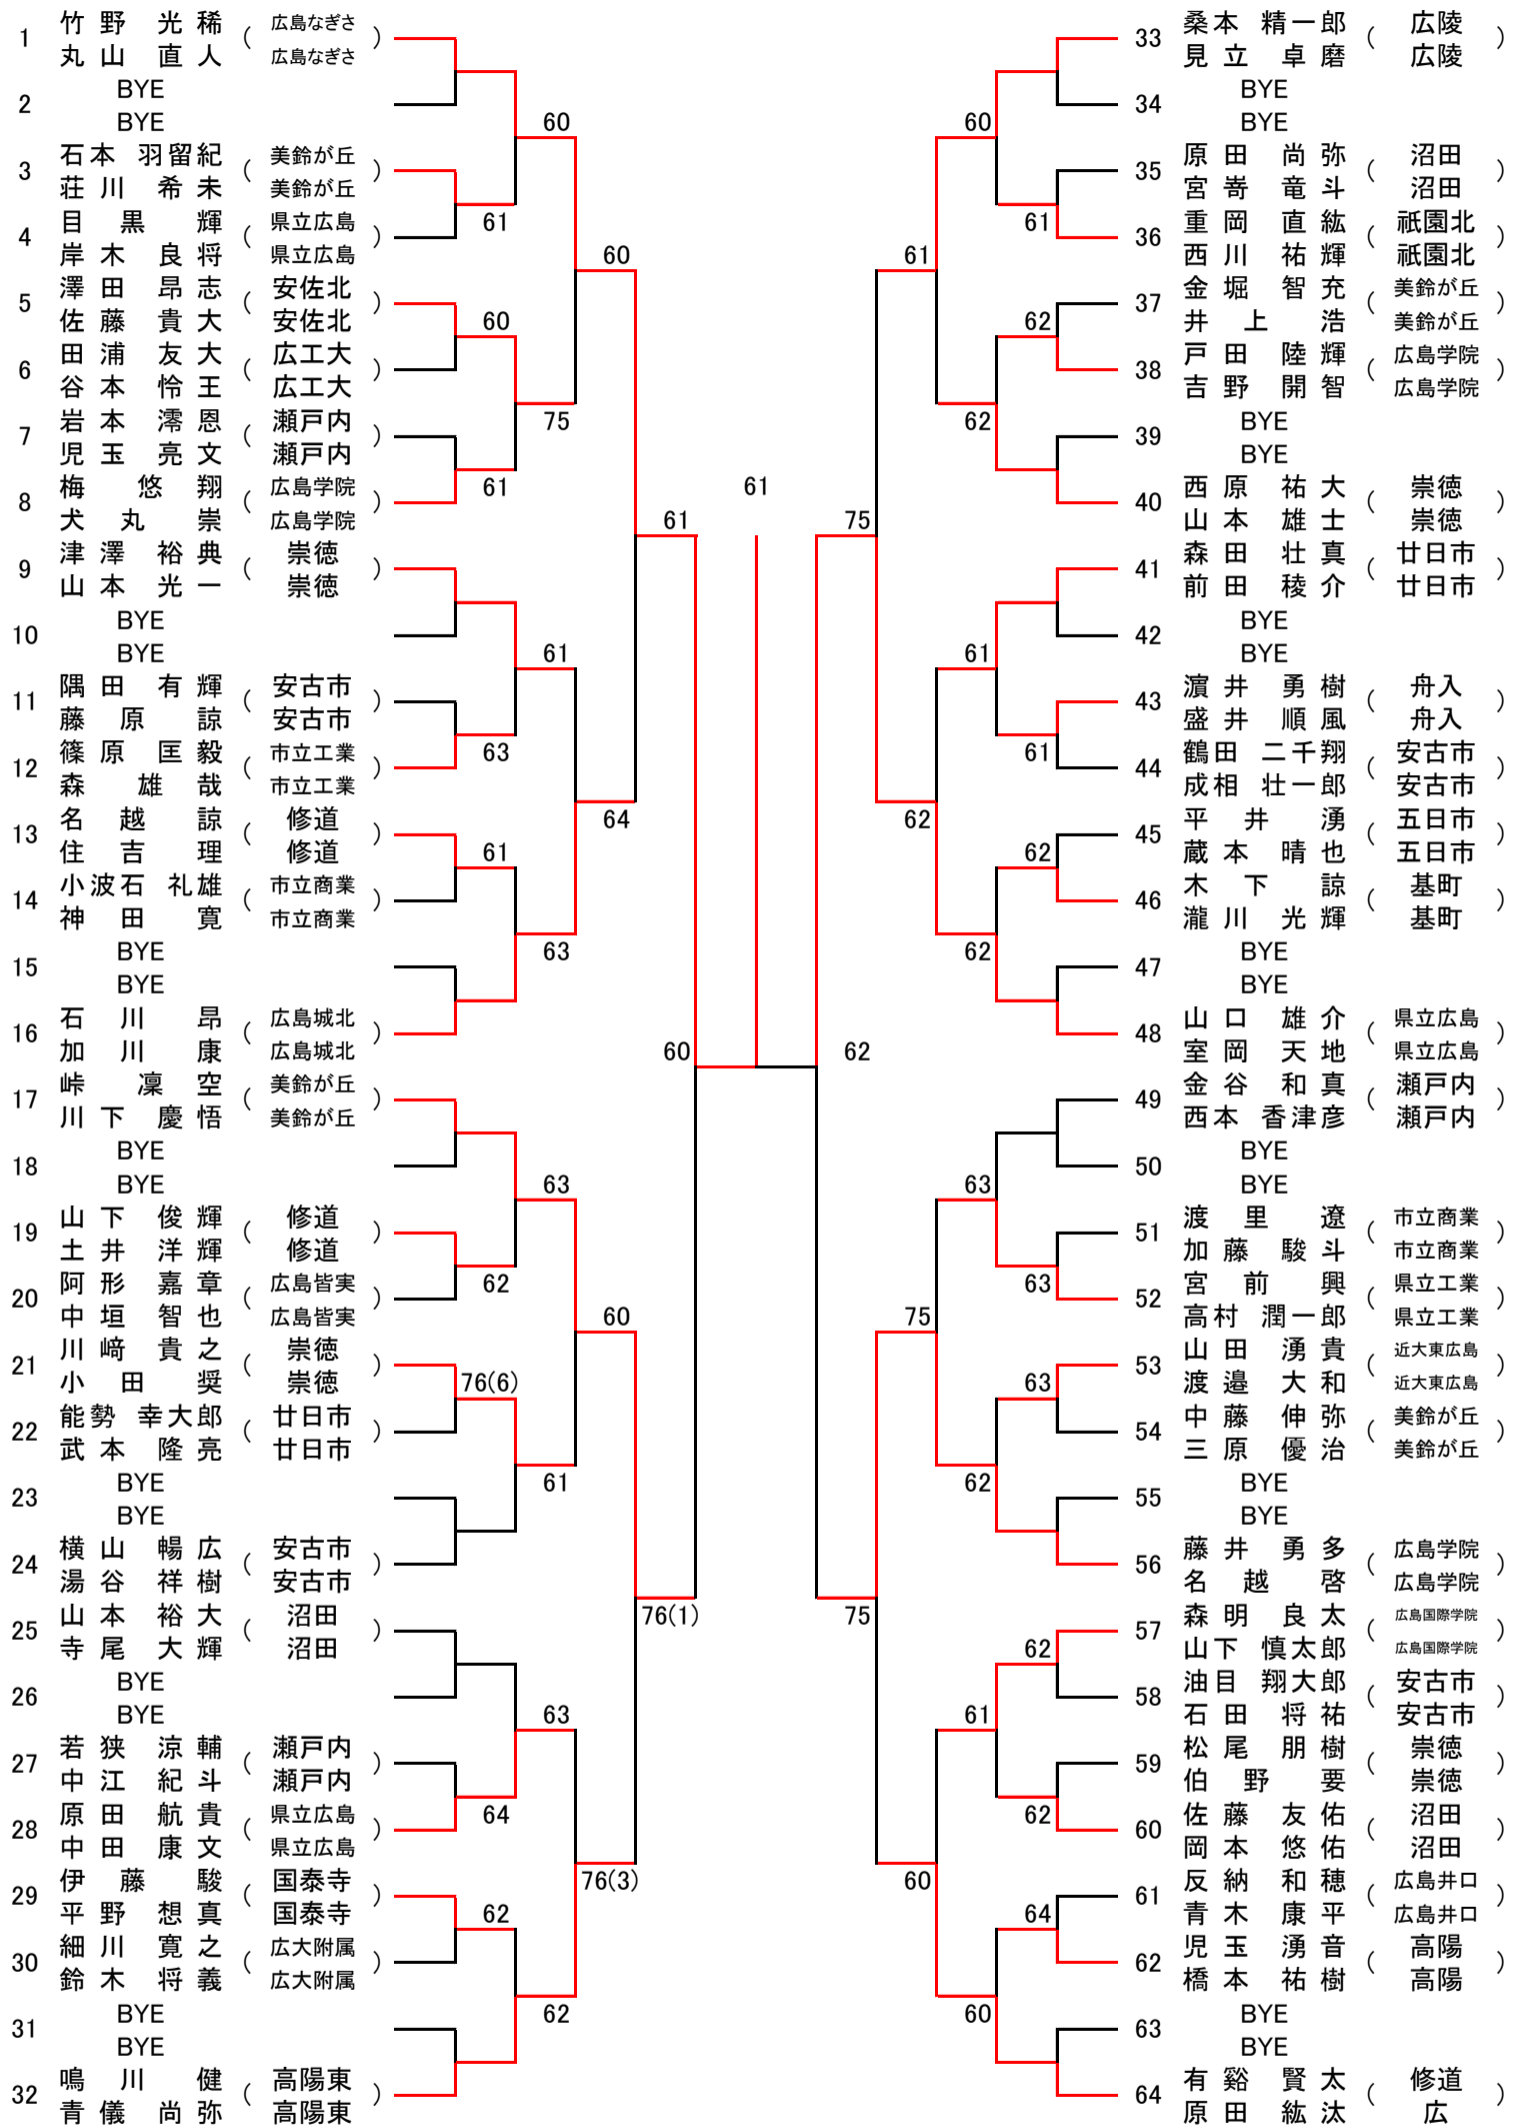 1 竹野 光稀 ( 広島なぎさ )
丸山 直人 広島なぎさ
2 BYE
BYE
3 石本 羽留紀 ( 美鈴が丘 )
荘川 希未 美鈴が丘
4 目黒 輝 ( 県立広島 )
岸木 良将 県立広島
5 澤田 昂志 ( 安佐北 )
佐藤 貴大 安佐北
6 田浦 友大 ( 広工大 )
谷本 怜王 広工大
7 岩本 澪恩 ( 瀬戸内 )
児玉 亮文 瀬戸内
8 梅 悠翔 ( 広島学院 )
犬丸 崇 広島学院
9 津澤 裕典 ( 崇徳 )
山本 光一 崇徳
10 BYE
BYE
11 隅田 有輝 ( 安古市 )
藤原 諒 安古市
12 篠原 匡毅 ( 市立工業 )
森 雄哉 市立工業
13 名越 諒 ( 修道 )
住吉 理 修道
14 小波石 礼雄 ( 市立商業 )
神田 寛 市立商業
15 BYE
BYE
16 石川 昂 ( 広島城北 )
加川 康 広島城北
17 峠 凜空 ( 美鈴が丘 )
川下 慶悟 美鈴が丘
18 BYE
BYE
19 山下 俊輝 ( 修道 )
土井 洋輝 修道
20 阿形 嘉章 ( 広島皆実 )
中垣 智也 広島皆実
21 川﨑 貴之 ( 崇徳 )
小田 奨 崇徳
22 能勢 幸大郎 ( 廿日市 )
武本 隆亮 廿日市
23 BYE
BYE
24 横山 暢広 ( 安古市 )
湯谷 祥樹 安古市
25 山本 裕大 ( 沼田 )
寺尾 大輝 沼田
26 BYE
BYE
27 若狭 涼輔 ( 瀬戸内 )
中江 紀斗 瀬戸内
28 原田 航貴 ( 県立広島 )
中田 康文 県立広島
29 伊藤 駿 ( 国泰寺 )
平野 想真 国泰寺
30 細川 寛之 ( 広大附属 )
鈴木 将義 広大附属
31 BYE
BYE
32 鳴川 健 ( 高陽東 )
青儀 尚弥 高陽東
60
61
60
60
75
61
61
61
63
64
61
63
60
63
62
60
76(6)
61
76(1)
63
64
76(3)
62
62
61
62
60
61
61
62
62
75
61
61
62
62
62
63
63
75
63
62
75
62
61
62
60
64
60
33 桑本 精一郎 ( 広陵 )
見立 卓磨 広陵
34 BYE
BYE
35 原田 尚弥 ( 沼田 )
宮嵜 竜斗 沼田
36 重岡 直紘 ( 祇園北 )
西川 祐輝 祇園北
37 金堀 智充 ( 美鈴が丘 )
井上 浩 美鈴が丘
38 戸田 陸輝 ( 広島学院 )
吉野 開智 広島学院
39 BYE
BYE
40 西原 祐大 ( 崇徳 )
山本 雄士 崇徳
41 森田 壮真 ( 廿日市 )
前田 稜介 廿日市
42 BYE
BYE
43 濵井 勇樹 ( 舟入 )
盛井 順風 舟入
44 鶴田 二千翔 ( 安古市 )
成相 壮一郎 安古市
45 平井 湧 ( 五日市 )
蔵本 晴也 五日市
46 木下 諒 ( 基町 )
瀧川 光輝 基町
47 BYE
BYE
48 山口 雄介 ( 県立広島 )
室岡 天地 県立広島
49 金谷 和真 ( 瀬戸内 )
西本 香津彦 瀬戸内
50 BYE
BYE
51 渡里 遼 ( 市立商業 )
加藤 駿斗 市立商業
52 宮前 興 ( 県立工業 )
高村 潤一郎 県立工業
53 山田 湧貴 ( 近大東広島 )
渡邉 大和 近大東広島
54 中藤 伸弥 ( 美鈴が丘 )
三原 優治 美鈴が丘
55 BYE
BYE
56 藤井 勇多 ( 広島学院 )
名越 啓 広島学院
57 森明 良太 ( 広島国際学院 )
山下 慎太郎 広島国際学院
58 油目 翔大郎 ( 安古市 )
石田 将祐 安古市
59 松尾 朋樹 ( 崇徳 )
伯野 要 崇徳
60 佐藤 友佑 ( 沼田 )
岡本 悠佑 沼田
61 反納 和穂 ( 広島井口 )
青木 康平 広島井口
62 児玉 湧音 ( 高陽 )
橋本 祐樹 高陽
63 BYE
BYE
64 有谿 賢太 ( 修道 )
原田 紘汰 広